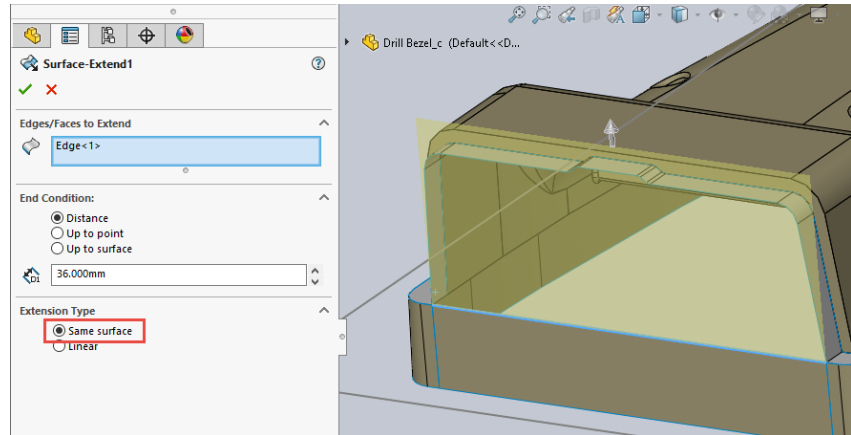 Surface-Extend1
Drill Bezel_c (Default<<D...
Edges/Faces to Extend
Edge<1>
End Condition:
Distance
Up to point
Up to surface
D1
36.000mm
Extension Type
Same surface
Linear